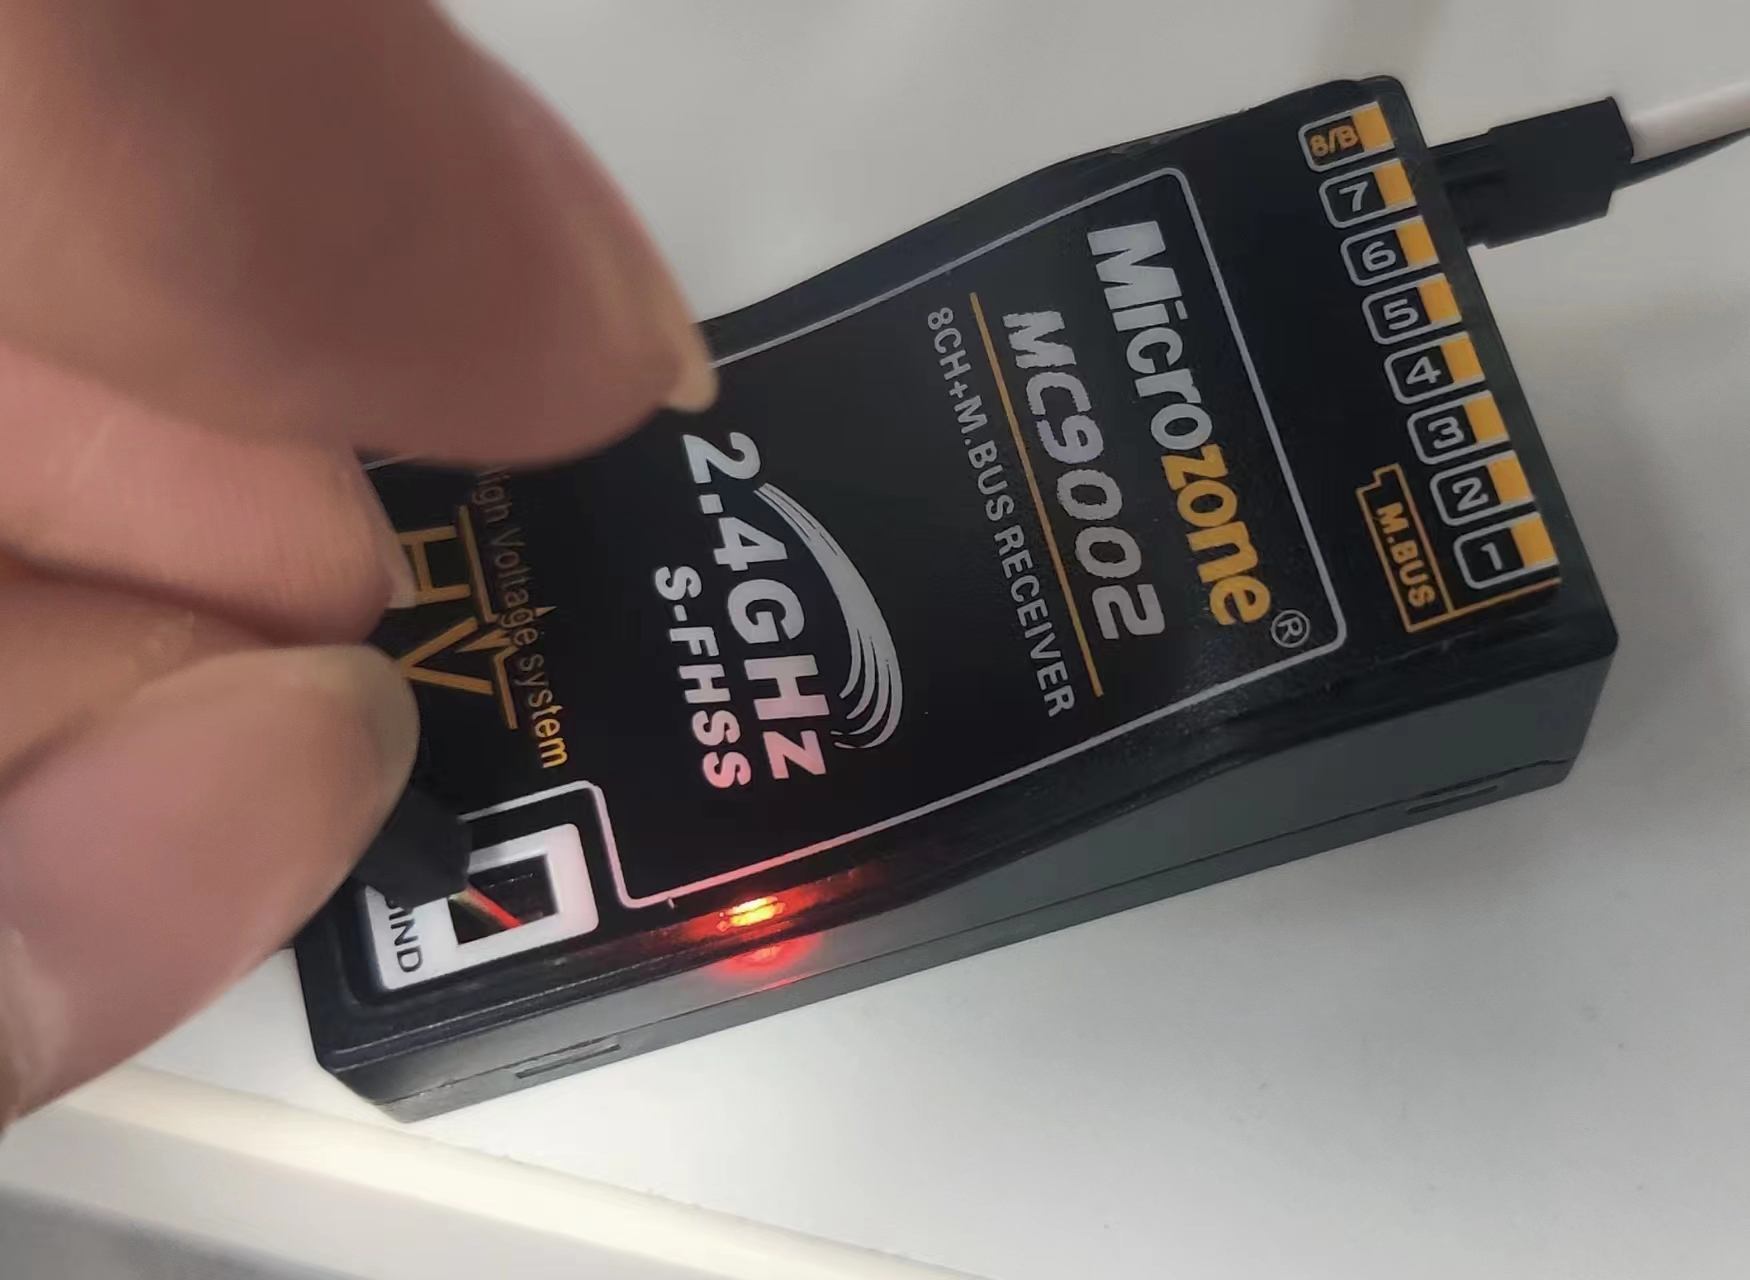 Microzone®
MC9002
8CH+M.BUS RECEIVER
2.4GHZ
S-FHSS
High Voltage system
HV
BIND
8/B
7
6
5
4
3
2
1
M.BUS